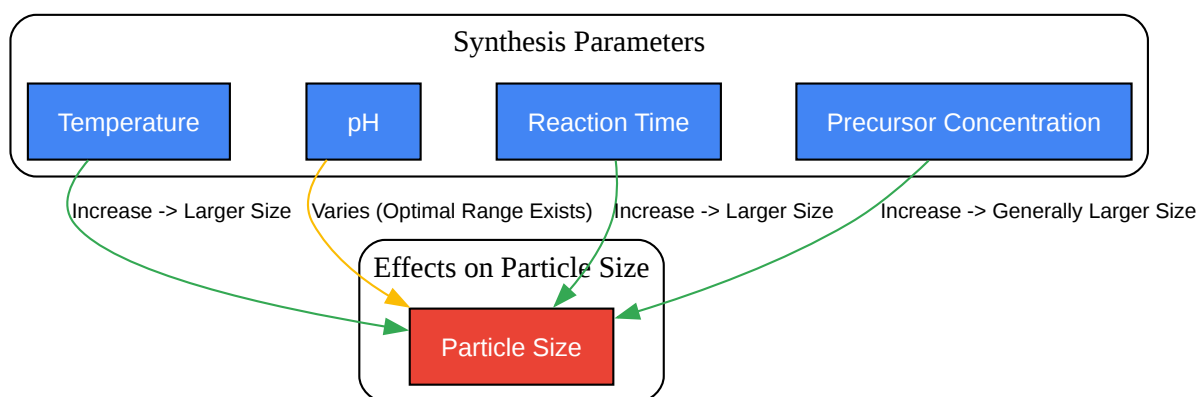 Synthesis Parameters
Temperature
pH
Reaction Time
Precursor Concentration
Increase -> Larger Size
Varies (Optimal Range Exists)
Increase -> Larger Size
Increase -> Generally Larger Size
Effects on Particle Size
Particle Size